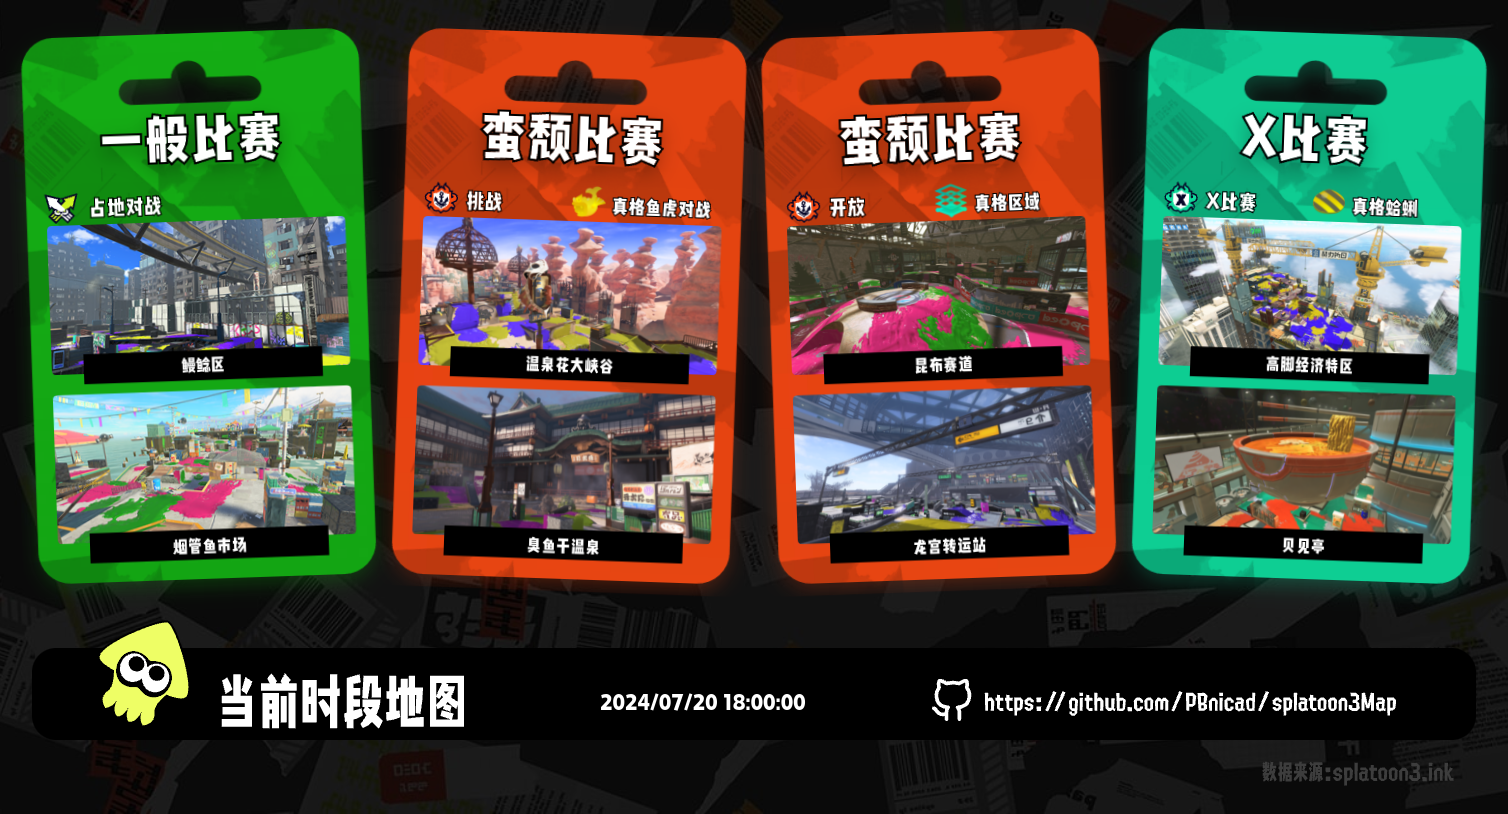 一般比赛
占地对战
鳗鲶区
烟管鱼市场
蛮颓比赛
挑战
真格鱼虎对战
温泉花大峡谷
臭鱼干温泉
蛮颓比赛
开放
真格区域
昆布赛道
龙宫转运站
X比赛
X比赛
真格蛤蜊
高脚经济特区
贝见亭
当前时段地图
2024/07/20 18:00:00
https://github.com/PBnicad/splatoon3Map
数据来源:splatoon3.ink